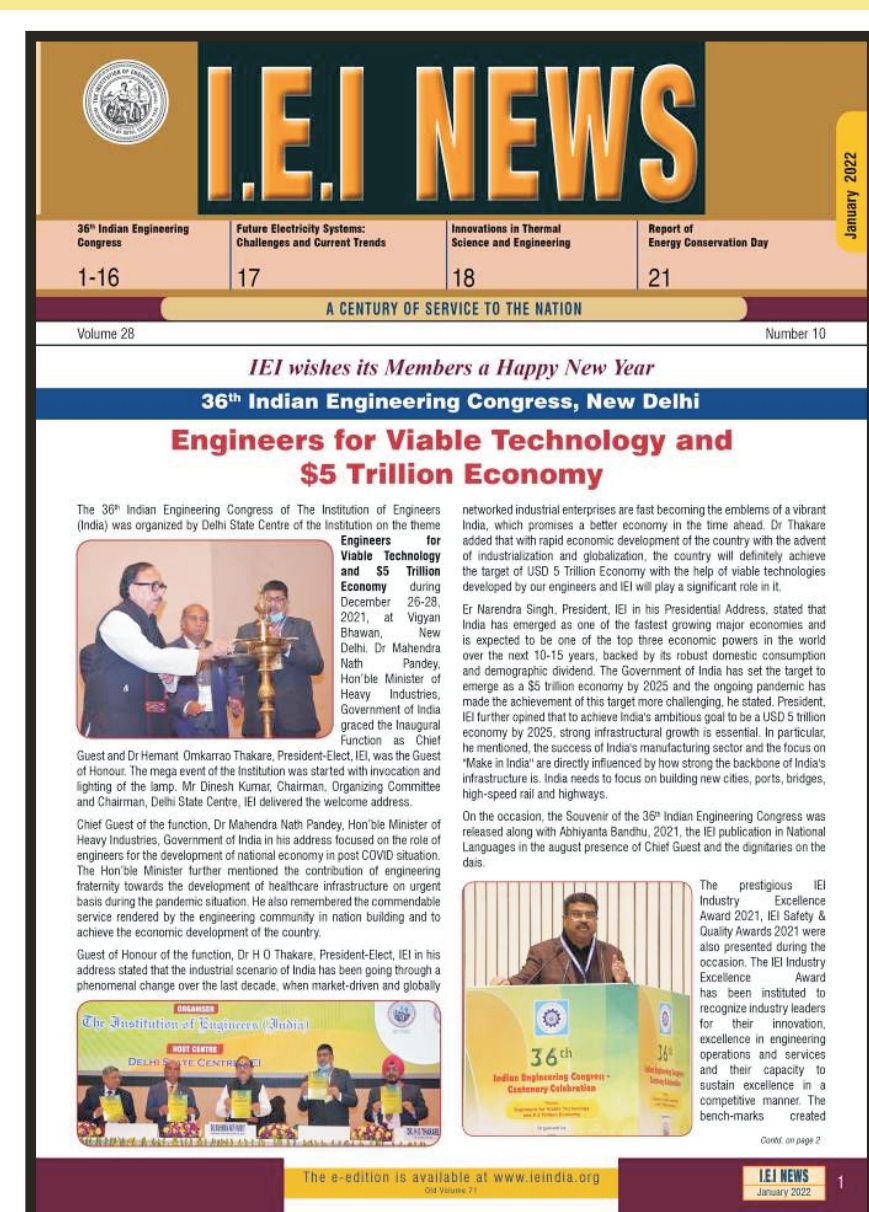 THE INSTITUTION OF ENGINEERS
INCORPORATED BY ROYAL CHARTER 1935
I.E.I NEWS
January 2022
36th Indian Engineering
Congress
1-16
Future Electricity Systems:
Challenges and Current Trends
17
Innovations in Thermal
Science and Engineering
18
Report of
Energy Conservation Day
21
A CENTURY OF SERVICE TO THE NATION
Volume 28
Number 10
IEI wishes its Members a Happy New Year
36th Indian Engineering Congress, New Delhi
Engineers for Viable Technology and
$5 Trillion Economy
The 36th Indian Engineering Congress of The Institution of Engineers
(India) was organized by Delhi State Centre of the Institution on the theme
Engineers for
Viable Technology
and $5 Trillion
Economy during
December 26-28,
2021, at Vigyan
Bhawan, New
Delhi. Dr Mahendra
Nath Pandey,
Hon'ble Minister of
Heavy Industries,
Government of India
graced the Inaugural
Function as Chief
Guest and Dr Hemant Omkarrao Thakare, President-Elect, IEI, was the Guest
of Honour. The mega event of the Institution was started with invocation and
lighting of the lamp. Mr Dinesh Kumar, Chairman, Organizing Committee
and Chairman, Delhi State Centre, IEI delivered the welcome address.
Chief Guest of the function, Dr Mahendra Nath Pandey, Hon'ble Minister of
Heavy Industries, Government of India in his address focused on the role of
engineers for the development of national economy in post COVID situation.
The Hon'ble Minister further mentioned the contribution of engineering
fraternity towards the development of healthcare infrastructure on urgent
basis during the pandemic situation. He also remembered the commendable
service rendered by the engineering community in nation building and to
achieve the economic development of the country.
Guest of Honour of the function, Dr H O Thakare, President-Elect, IEI in his
address stated that the industrial scenario of India has been going through a
phenomenal change over the last decade, when market-driven and globally
ORGANISER
The Institution of Engineers (India)
HOST CENTRE
DELHI STATE CENTRE, IEI
DR. MAHENDRA NATH PANDEY
DR. H O THAKARE
networked industrial enterprises are fast becoming the emblems of a vibrant
India, which promises a better economy in the time ahead. Dr Thakare
added that with rapid economic development of the country with the advent
of industrialization and globalization, the country will definitely achieve
the target of USD 5 Trillion Economy with the help of viable technologies
developed by our engineers and IEI will play a significant role in it.
Er Narendra Singh, President, IEI in his Presidential Address, stated that
India has emerged as one of the fastest growing major economies and
is expected to be one of the top three economic powers in the world
over the next 10-15 years, backed by its robust domestic consumption
and demographic dividend. The Government of India has set the target to
emerge as a $5 trillion economy by 2025 and the ongoing pandemic has
made the achievement of this target more challenging, he stated. President,
IEI further opined that to achieve India's ambitious goal to be a USD 5 trillion
economy by 2025, strong infrastructural growth is essential. In particular,
he mentioned, the success of India's manufacturing sector and the focus on
"Make in India" are directly influenced by how strong the backbone of India's
infrastructure is. India needs to focus on building new cities, ports, bridges,
high-speed rail and highways.
On the occasion, the Souvenir of the 36th Indian Engineering Congress was
released along with Abhiyanta Bandhu, 2021, the IEI publication in National
Languages in the august presence of Chief Guest and the dignitaries on the
dais.
36th
Indian Engineering Congress -
Centenary Celebration
Theme:
Engineers for Viable Technology
and $ 5 Trillion Economy
Organised by
36
The prestigious IEI
Industry Excellence
Award 2021, IEI Safety &
Quality Awards 2021 were
also presented during the
occasion. The IEI Industry
Excellence Award
has been instituted to
recognize industry leaders
for their innovation,
excellence in engineering
operations and services
and their capacity to
sustain excellence in a
competitive manner. The
bench-marks created
Contd. on page 2
The e-edition is available at www.ieindia.org
Old Volume 71
I.E.I NEWS
January 2022
1